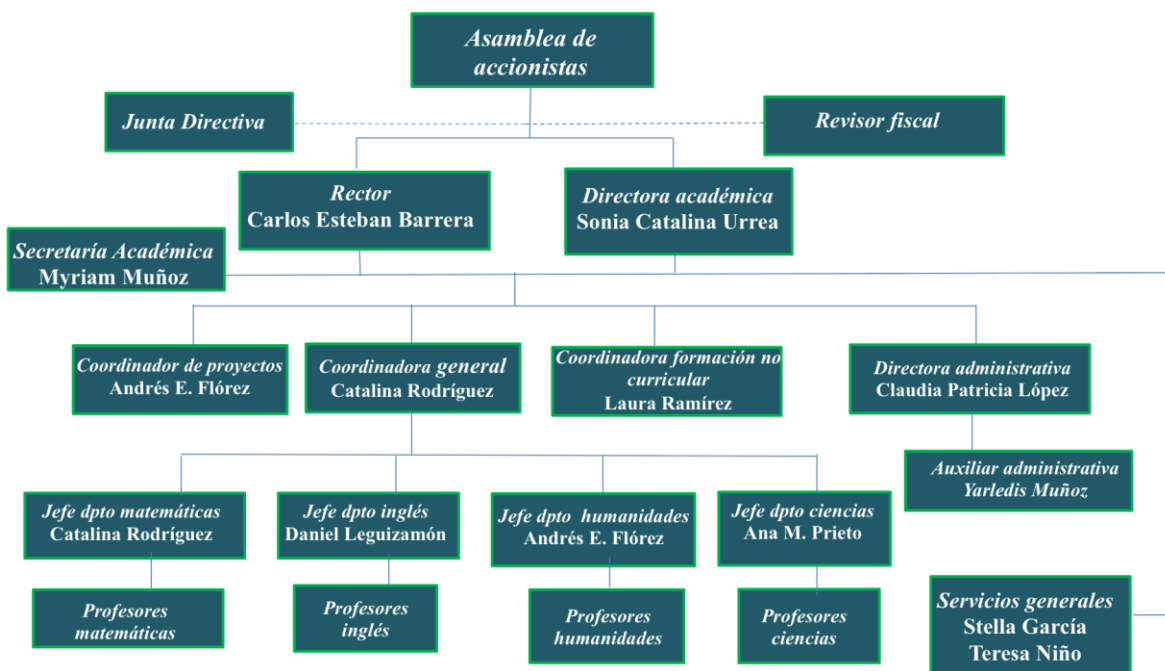 Asamblea de
accionistas
Junta Directiva
Revisor fiscal
Rector
Carlos Esteban Barrera
Directora académica
Sonia Catalina Urrea
Secretaría Académica
Myriam Muñoz
Coordinador de proyectos
Andrés E. Flórez
Coordinadora general
Catalina Rodríguez
Coordinadora formación no
curricular
Laura Ramírez
Directora administrativa
Claudia Patricia López
Auxiliar administrativa
Yarledis Muñoz
Jefe dpto matemáticas
Catalina Rodríguez
Jefe dpto inglés
Daniel Leguizamón
Jefe dpto humanidades
Andrés E. Flórez
Jefe dpto ciencias
Ana M. Prieto
Profesores
matemáticas
Profesores
inglés
Profesores
humanidades
Profesores
ciencias
Servicios generales
Stella García
Teresa Niño